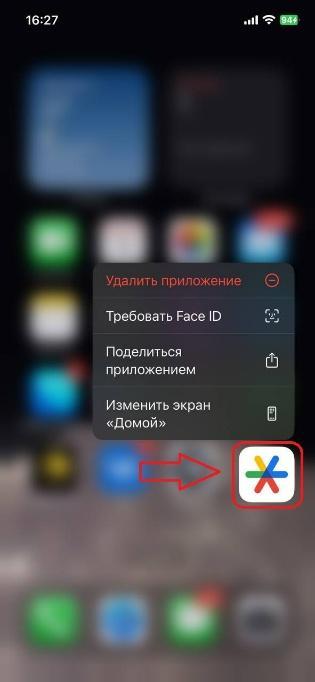 16:27
94
Удалить приложение
Требовать Face ID
Поделиться
приложением
Изменить экран
«Домой»